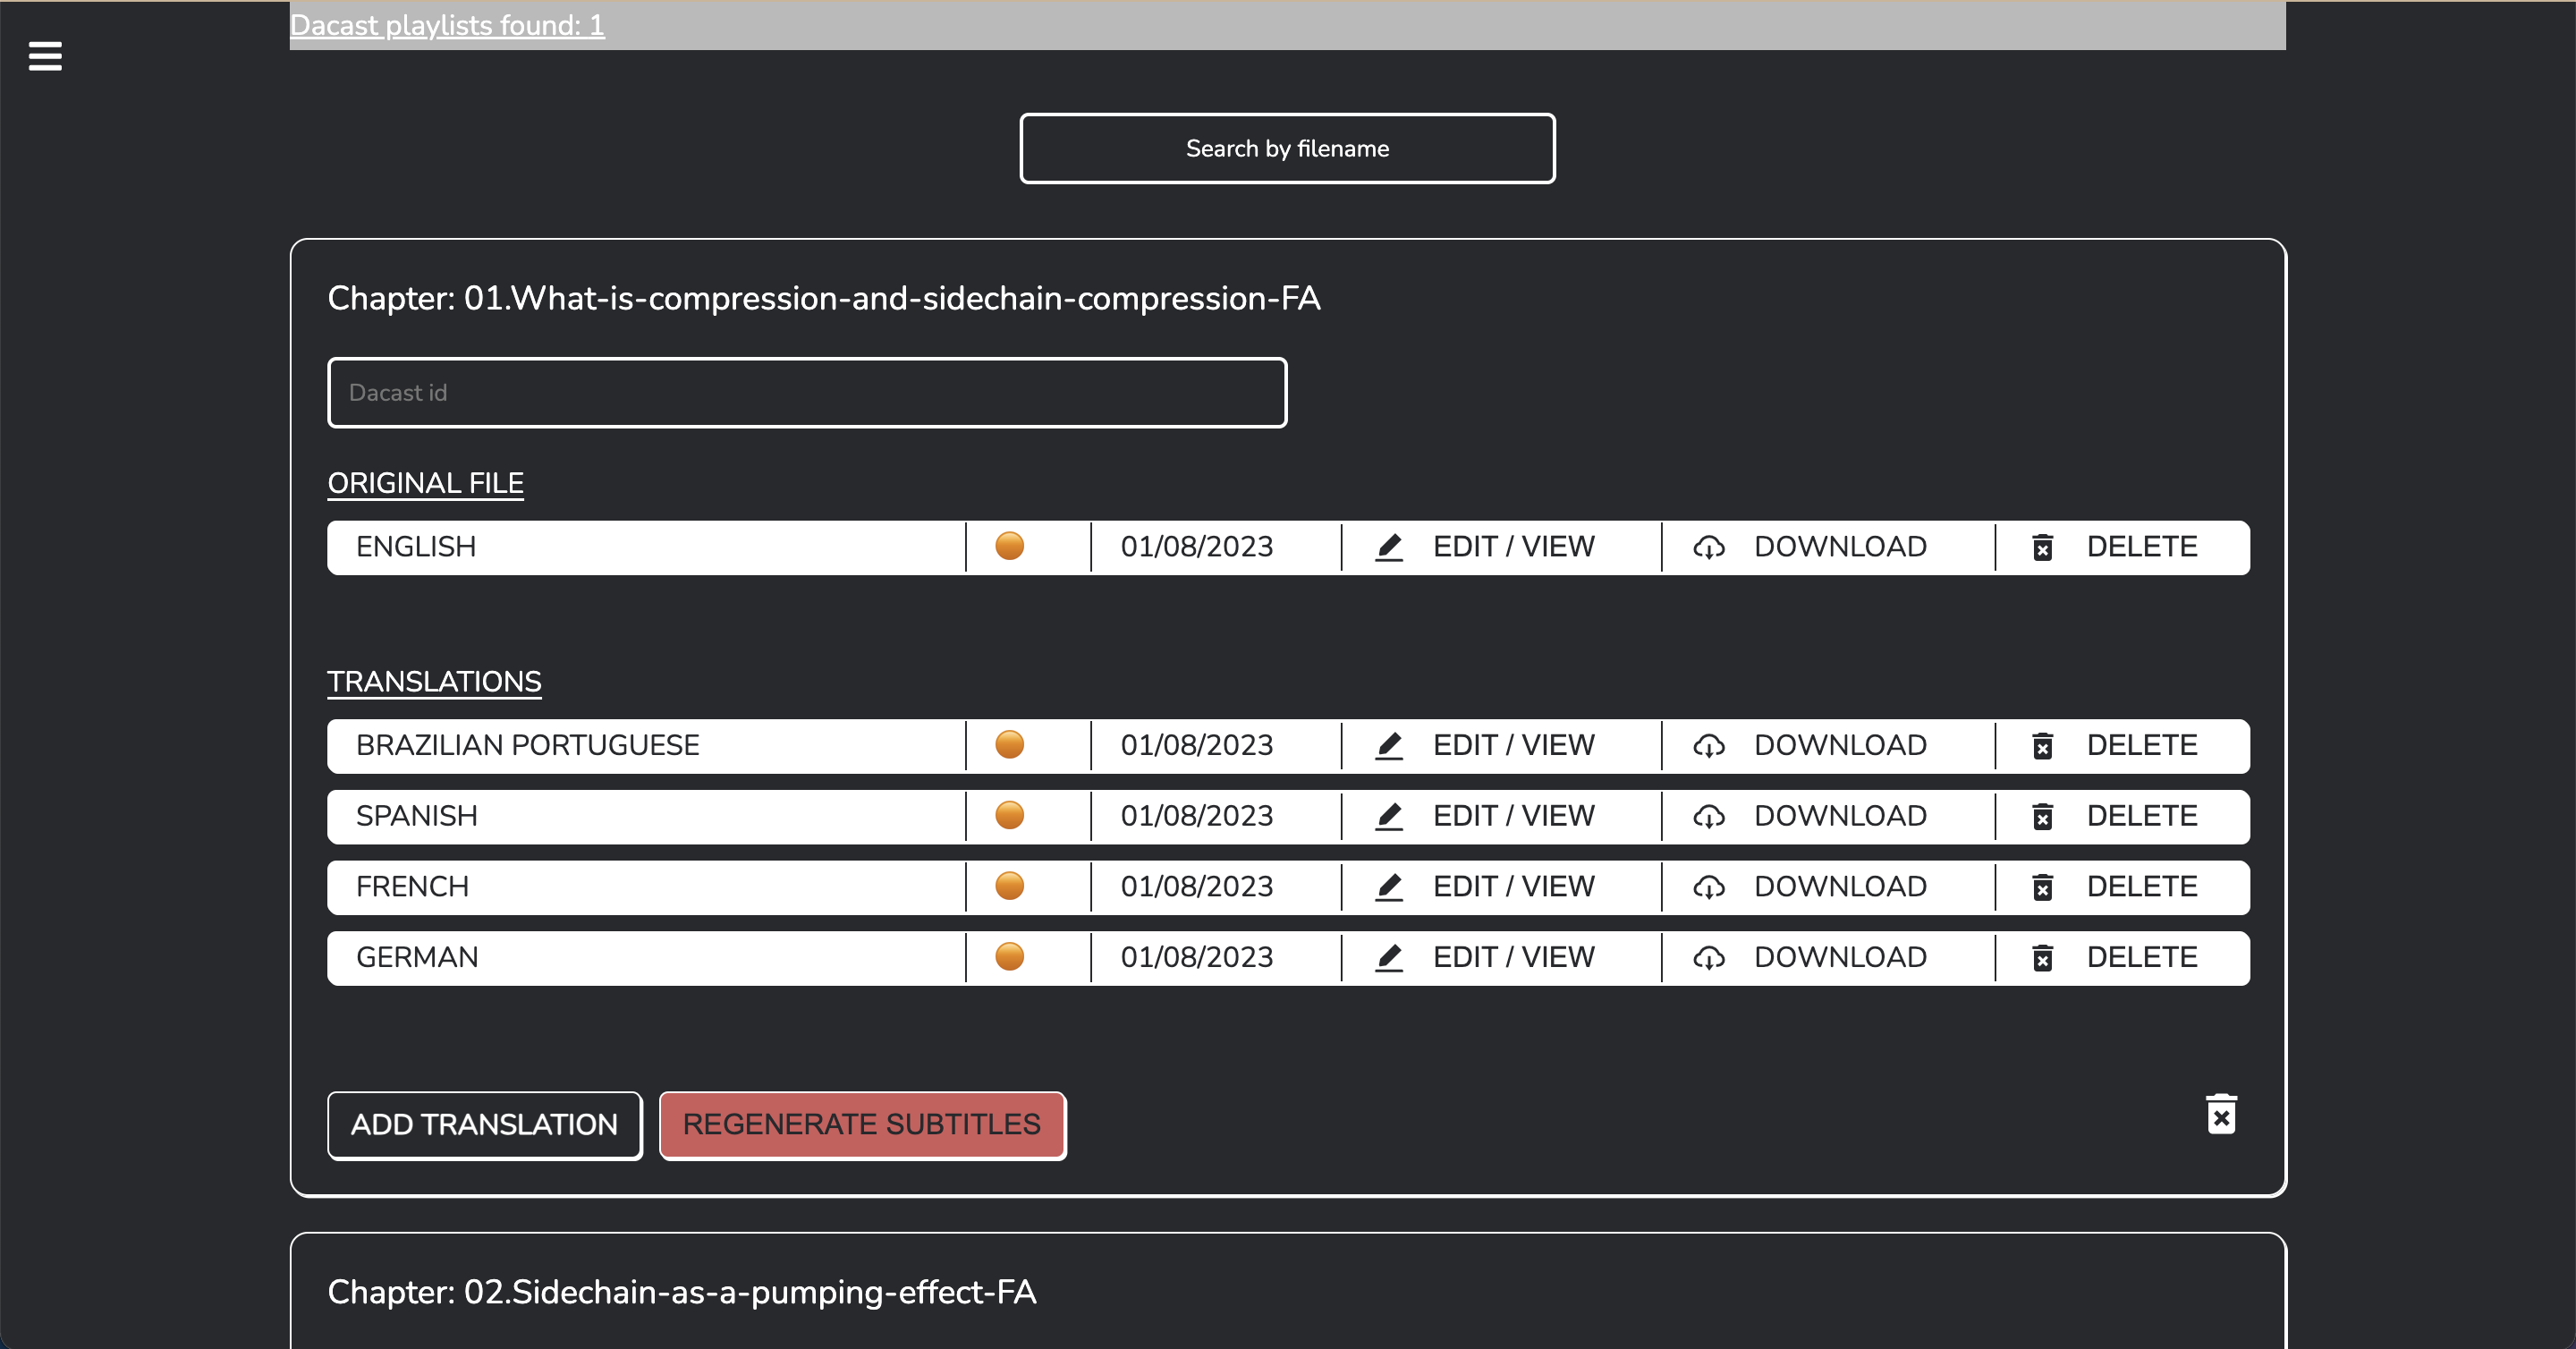 Dacast playlists found: 1
Search by filename
Chapter: 01.What-is-compression-and-sidechain-compression-FA
Dacast id
ORIGINAL FILE
ENGLISH 01/08/2023 EDIT / VIEW DOWNLOAD DELETE
TRANSLATIONS
BRAZILIAN PORTUGUESE 01/08/2023 EDIT / VIEW DOWNLOAD DELETE
SPANISH 01/08/2023 EDIT / VIEW DOWNLOAD DELETE
FRENCH 01/08/2023 EDIT / VIEW DOWNLOAD DELETE
GERMAN 01/08/2023 EDIT / VIEW DOWNLOAD DELETE
ADD TRANSLATION REGENERATE SUBTITLES
Chapter: 02.Sidechain-as-a-pumping-effect-FA